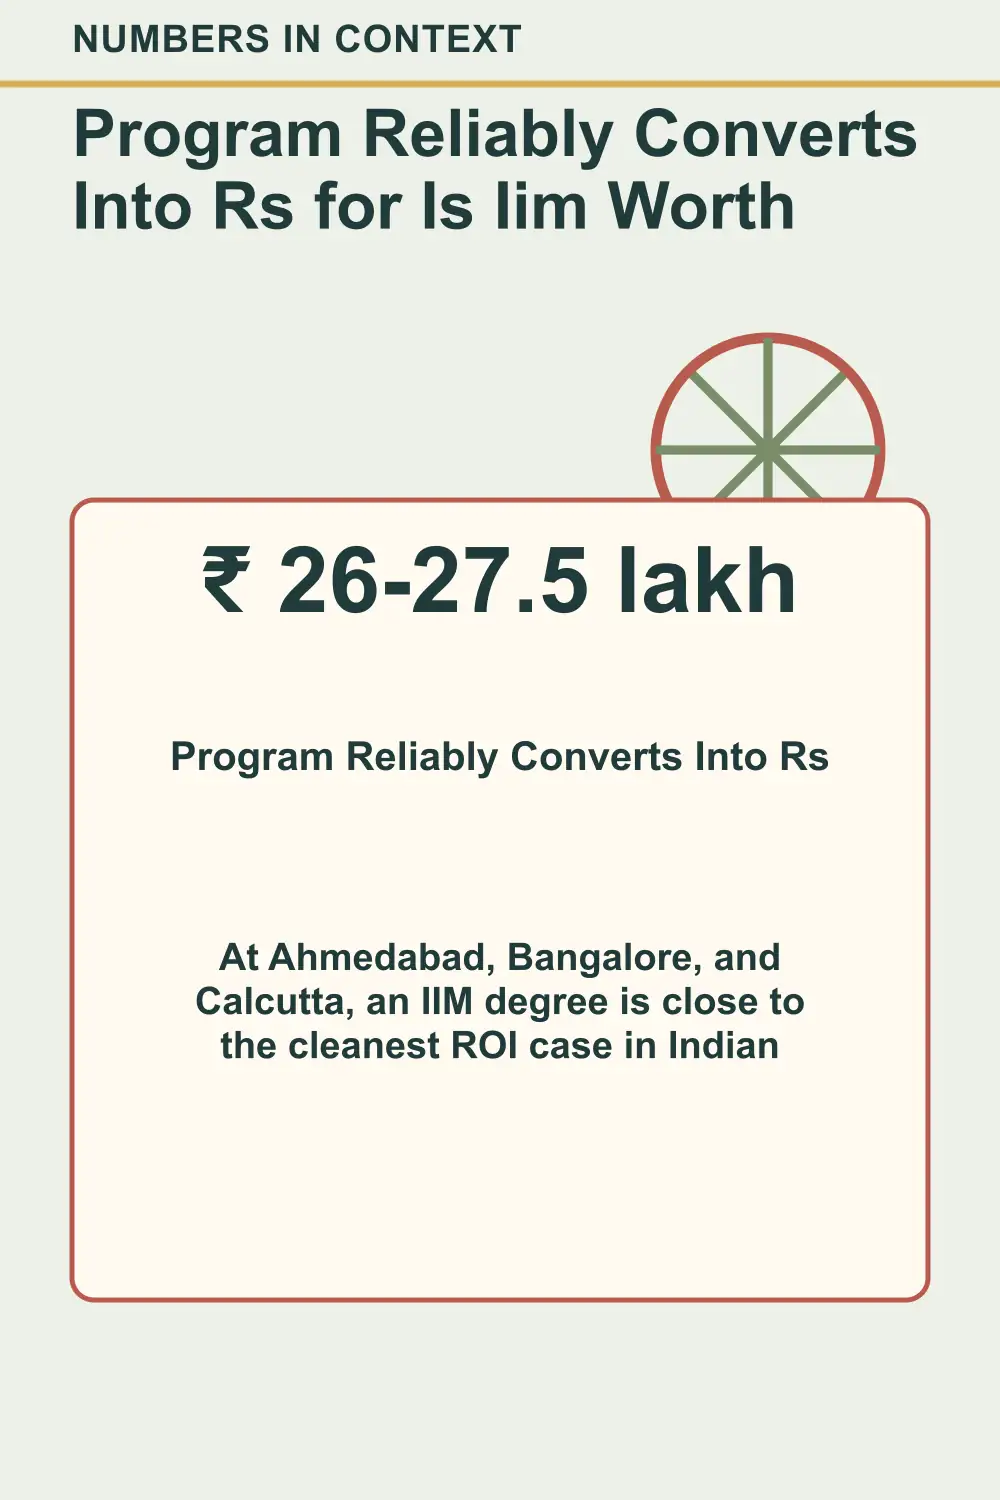 NUMBERS IN CONTEXT
Program Reliably Converts
Into Rs for Is Iim Worth
₹ 26-27.5 lakh
Program Reliably Converts Into Rs
At Ahmedabad, Bangalore, and
Calcutta, an IIM degree is close to
the cleanest ROI case in Indian